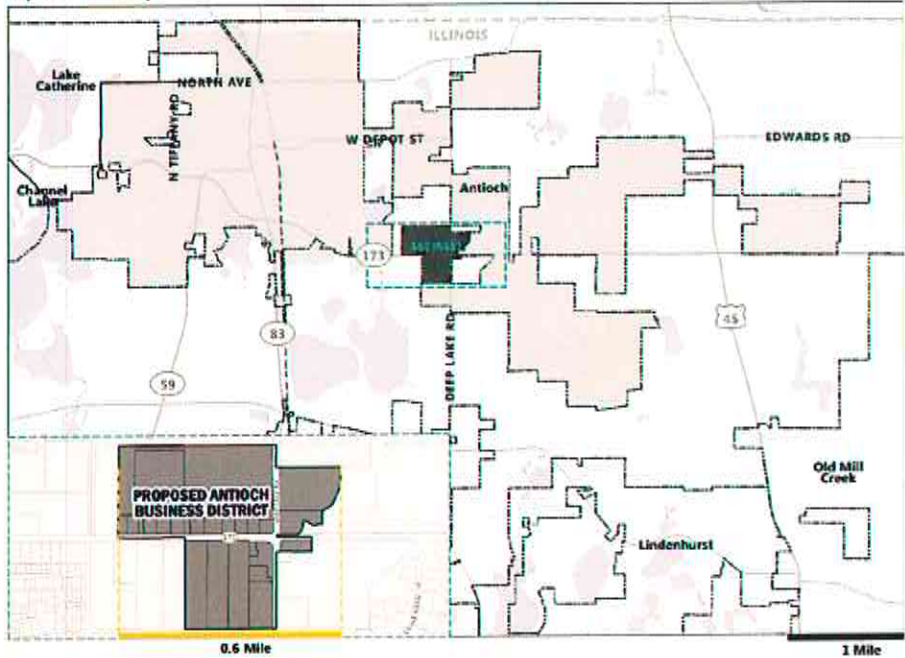 ILLINOIS
Lake
Catherine
NORTH AVE
N TIFFANY RD
W DEPOT ST
EDWARDS RD
Channel
Lake
Antioch
173
83
DEEP LAKE RD
45
59
PROPOSED ANTIOCH
BUSINESS DISTRICT
Old Mill
Creek
Lindenhurst
0.6 Mile
1 Mile